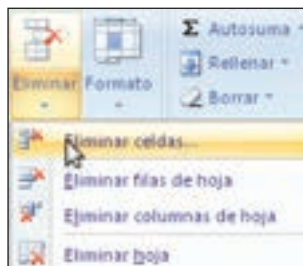 Σ Autosuma
Rellenar
Eliminar Formato
Borrar
Eliminar celdas...
Eliminar filas de hoja
Eliminar columnas de hoja
Eliminar hoja